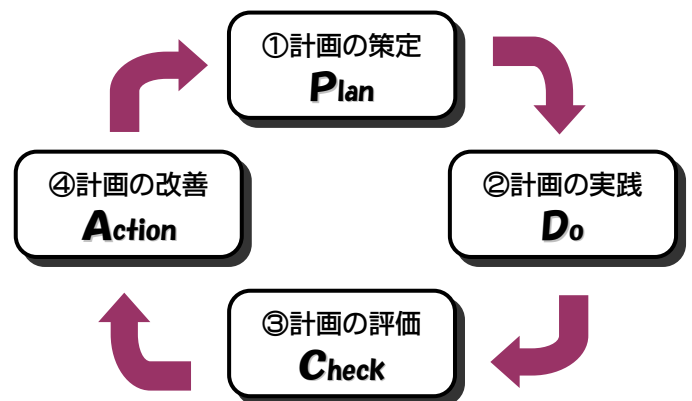 ①計画の策定
Plan
②計画の実践
Do
③計画の評価
Check
④計画の改善
Action